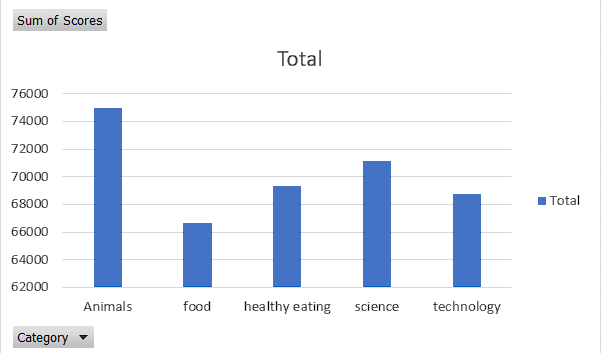 Sum of Scores
Total
76000
74000
72000
70000
68000
66000
64000
62000
Animals food healthy eating science technology
Total
Category